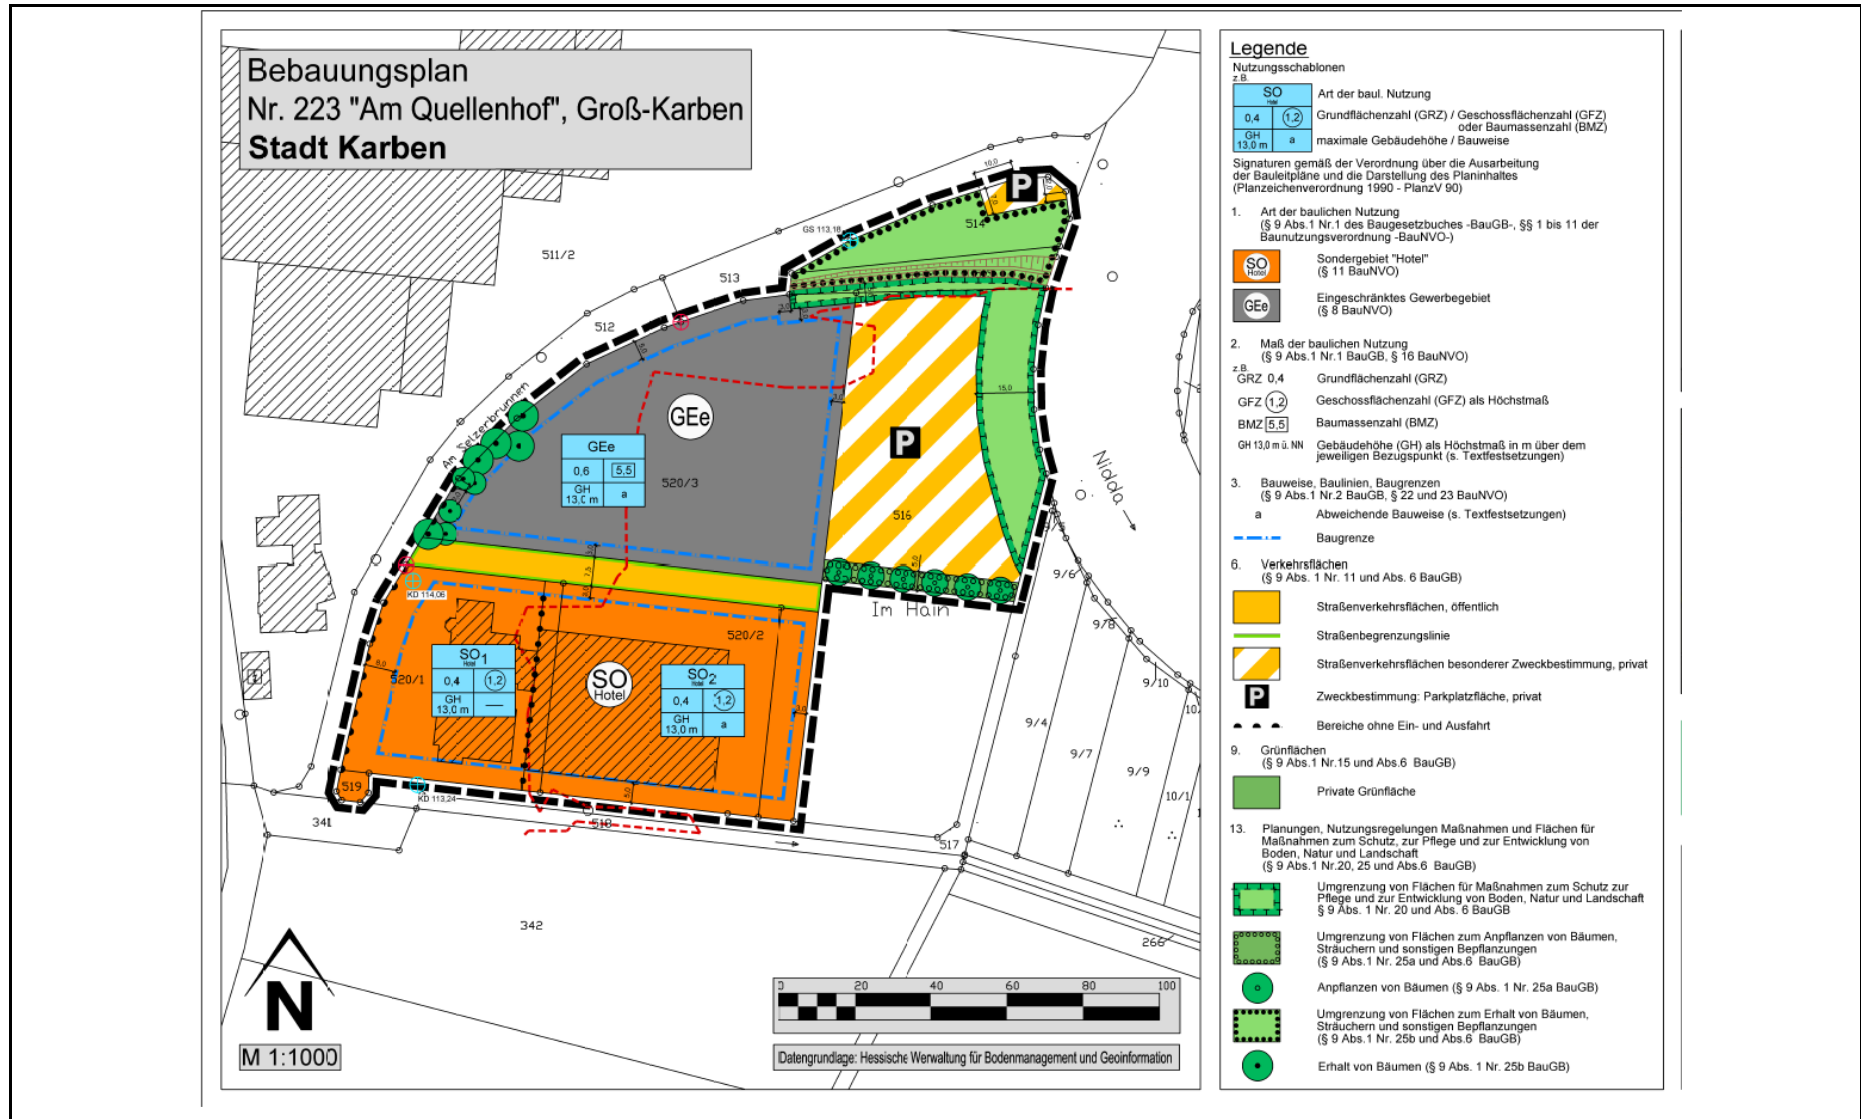 Bebauungsplan
Nr. 223 "Am Quellenhof", Groß-Karben
Stadt Karben
511/2
513
512
514
GS 113,18
10,0
Am Selzerbrunnen
GEe
GEe
0,6 5,5
GH
13,0 m a
520/3
P
P
516
15,0
Nidda
Im Hain
KD 114,06
520/2
520/1
SO1
Hotel
0,4 1,2
GH
13,0 m —
SO
Hotel
SO2
Hotel
0,4 1,2
GH
13,0 m a
519
KD 113,24
518
341
342
517
266
9/6
9/8
9/10
9/4
9/7
9/9
10/1
N
M 1:1000
0 20 40 60 80 100
Datengrundlage: Hessische Werwaltung für Bodenmanagement und Geoinformation
Legende
Nutzungsschablonen
z.B.
SO
Hotel
Art der baul. Nutzung
0,4 1,2
Grundflächenzahl (GRZ) / Geschossflächenzahl (GFZ)
oder Baumassenzahl (BMZ)
GH
13,0 m a
maximale Gebäudehöhe / Bauweise
Signaturen gemäß der Verordnung über die Ausarbeitung
der Bauleitpläne und die Darstellung des Planinhaltes
(Planzeichenverordnung 1990 - PlanzV 90)
1. Art der baulichen Nutzung
(§ 9 Abs.1 Nr.1 des Baugesetzbuches -BauGB-, §§ 1 bis 11 der
Baunutzungsverordnung -BauNVO-)
SO
Hotel
Sondergebiet "Hotel"
(§ 11 BauNVO)
GEe
Eingeschränktes Gewerbegebiet
(§ 8 BauNVO)
2. Maß der baulichen Nutzung
(§ 9 Abs.1 Nr.1 BauGB, § 16 BauNVO)
z.B.
GRZ 0,4 Grundflächenzahl (GRZ)
GFZ 1,2 Geschossflächenzahl (GFZ) als Höchstmaß
BMZ 5,5 Baumassenzahl (BMZ)
GH 13,0 m ü. NN Gebäudehöhe (GH) als Höchstmaß in m über dem
jeweiligen Bezugspunkt (s. Textfestsetzungen)
3. Bauweise, Baulinien, Baugrenzen
(§ 9 Abs.1 Nr.2 BauGB, § 22 und 23 BauNVO)
a Abweichende Bauweise (s. Textfestsetzungen)
Baugrenze
6. Verkehrsflächen
(§ 9 Abs. 1 Nr. 11 und Abs. 6 BauGB)
Straßenverkehrsflächen, öffentlich
Straßenbegrenzungslinie
Straßenverkehrsflächen besonderer Zweckbestimmung, privat
P Zweckbestimmung: Parkplatzfläche, privat
Bereiche ohne Ein- und Ausfahrt
9. Grünflächen
(§ 9 Abs.1 Nr.15 und Abs.6 BauGB)
Private Grünfläche
13. Planungen, Nutzungsregelungen Maßnahmen und Flächen für
Maßnahmen zum Schutz, zur Pflege und zur Entwicklung von
Boden, Natur und Landschaft
(§ 9 Abs.1 Nr.20, 25 und Abs.6 BauGB)
Umgrenzung von Flächen für Maßnahmen zum Schutz zur
Pflege und zur Entwicklung von Boden, Natur und Landschaft
§ 9 Abs. 1 Nr. 20 und Abs. 6 BauGB
Umgrenzung von Flächen zum Anpflanzen von Bäumen,
Sträuchern und sonstigen Bepflanzungen
(§ 9 Abs.1 Nr. 25a und Abs.6 BauGB)
Anpflanzen von Bäumen (§ 9 Abs. 1 Nr. 25a BauGB)
Umgrenzung von Flächen zum Erhalt von Bäumen,
Sträuchern und sonstigen Bepflanzungen
(§ 9 Abs.1 Nr. 25b und Abs.6 BauGB)
Erhalt von Bäumen (§ 9 Abs. 1 Nr. 25b BauGB)